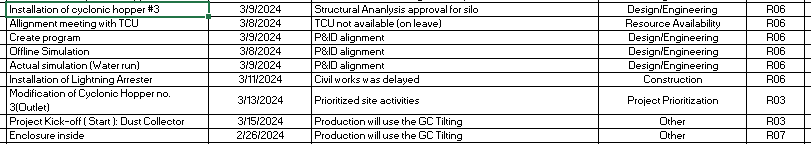 Installation of cyclonic hopper #3 3/9/2024 Structural Ananlysis approval for silo Design/Engineering R06
Allignment meeting with TCU 3/8/2024 TCU not available (on leave) Resource Availability R06
Create program 3/9/2024 P&ID alignment Design/Engineering R06
Offline Simulation 3/8/2024 P&ID alignment Design/Engineering R06
Actual simulation (Water run) 3/9/2024 P&ID alignment Design/Engineering R06
Installation of Lightning Arrester 3/11/2024 Civil works was delayed Construction R06
Modification of Cyclonic Hopper no.
3(Outlet) 3/13/2024 Prioritized site activities Project Prioritization R03
Project Kick-off ( Start ): Dust Collector 3/15/2024 Production will use the GC Tilting Other R03
Enclosure inside 2/26/2024 Production will use the GC Tilting Other R07